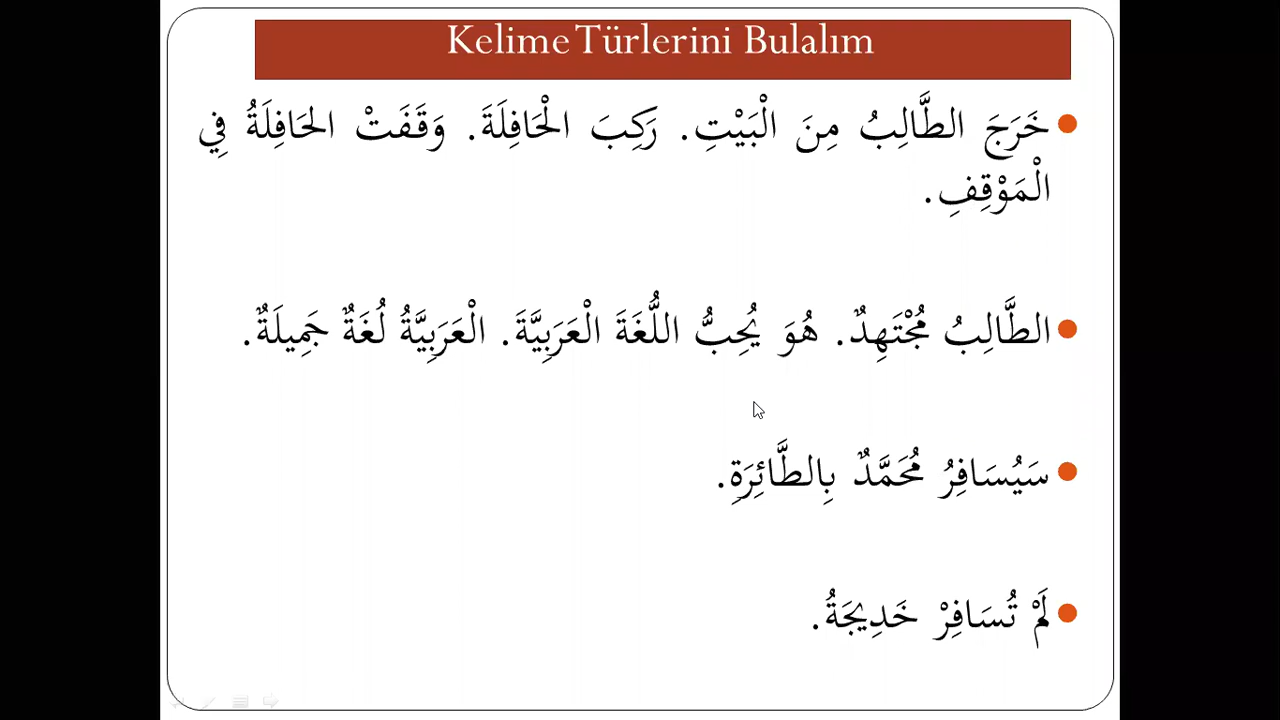 Kelime Türlerini Bulalım
خَرَجَ الطَّالِبُ مِنَ الْبَيْتِ. رَكِبَ الْحَافِلَةَ. وَقَفَتْ الحَافِلَةُ فِي
الْمَوْقِفِ.
الطَّالِبُ مُجْتَهِدٌ. هُوَ يُحِبُّ اللُّغَةَ الْعَرَبِيَّةَ. الْعَرَبِيَّةُ لُغَةٌ جَمِيلَةٌ.
سَيُسَافِرُ مُحَمَّدٌ بِالطَّائِرَةِ.
لَمْ تُسَافِرْ خَدِيجَةُ.